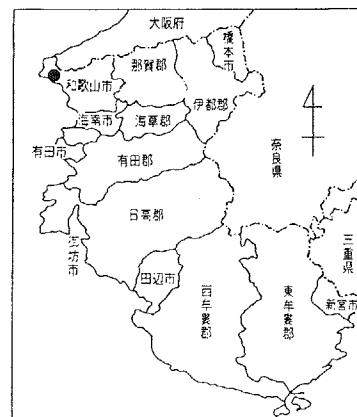 大阪府
橋本市
那賀郡
和歌山市
伊都郡
海南市
海草郡
有田市
有田郡
奈良県
日高郡
御坊市
田辺市
西牟婁郡
東牟婁郡
三重県
新宮市